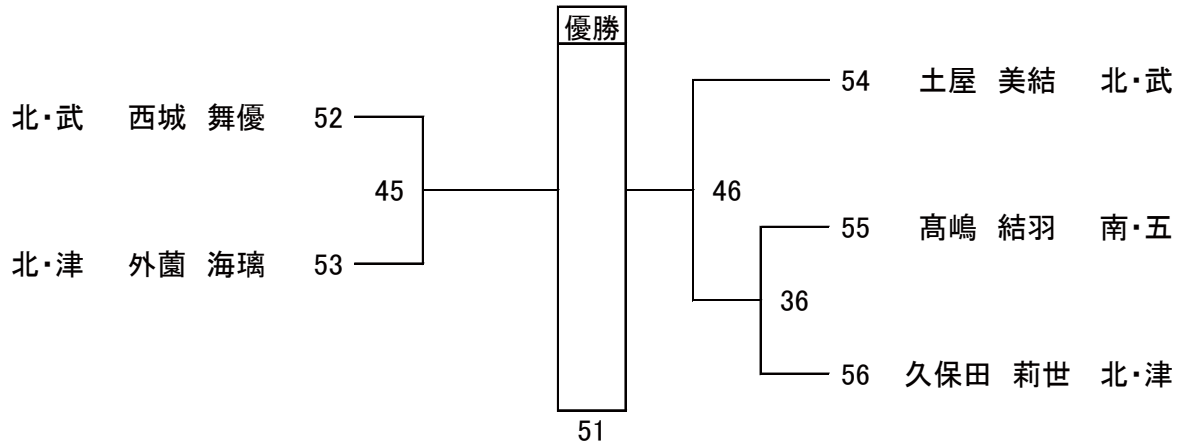 優勝
北・武 西城 舞優 52
45
北・津 外薗 海璃 53
54 土屋 美結 北・武
46
55 髙嶋 結羽 南・五
36
56 久保田 莉世 北・津
51